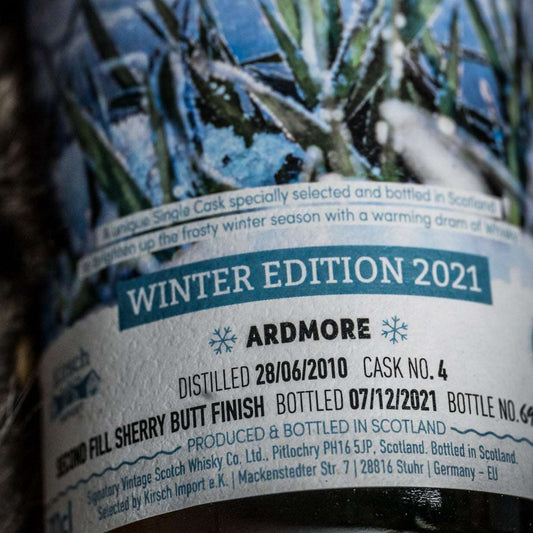 A unique Single Cask specially selected and bottled in Scotland
to brighten up the frosty winter season with a warming dram of
WINTER EDITION 2021
ARDMORE
Kirsch
DISTILLED 28/06/2010 CASK NO. 4
SECOND FILL SHERRY BUTT FINISH BOTTLED 07/12/2021 BOTTLE NO.
PRODUCED & BOTTLED IN SCOTLAND
Signatory Vintage Scotch Whisky Co. Ltd., Pitlochry PH16 5JP, Scotland. Bottled in Scotland.
Selected by Kirsch Import e.K. | Mackenstedter Str. 7 | 28816 Stuhr | Germany – EU